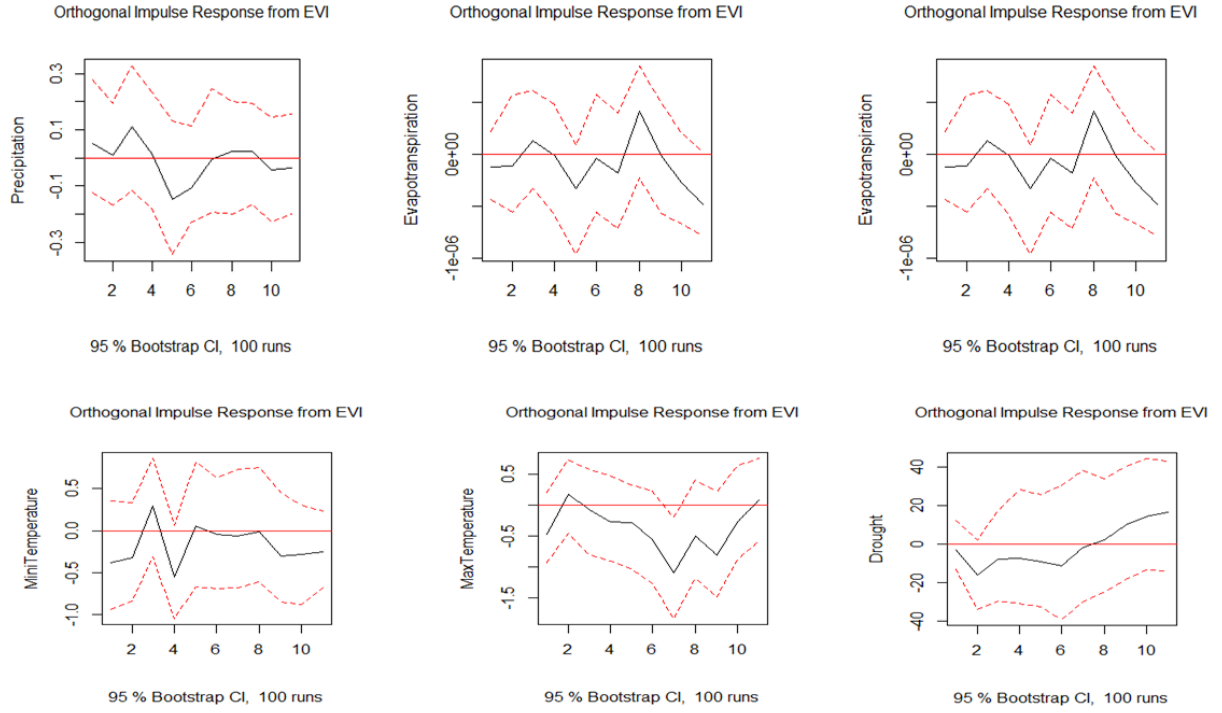 Orthogonal Impulse Response from EVI
Precipitation
0.3
0.1
-0.1
-0.3
2 4 6 8 10
95 % Bootstrap CI, 100 runs
Orthogonal Impulse Response from EVI
Evapotranspiration
0e+00
-1e-06
2 4 6 8 10
95 % Bootstrap CI, 100 runs
Orthogonal Impulse Response from EVI
Evapotranspiration
0e+00
-1e-06
2 4 6 8 10
95 % Bootstrap CI, 100 runs
Orthogonal Impulse Response from EVI
MiniTemperature
0.5
0.0
-0.5
-1.0
2 4 6 8 10
95 % Bootstrap CI, 100 runs
Orthogonal Impulse Response from EVI
MaxTemperature
0.5
-0.5
-1.5
2 4 6 8 10
95 % Bootstrap CI, 100 runs
Orthogonal Impulse Response from EVI
Drought
40
20
0
-20
-40
2 4 6 8 10
95 % Bootstrap CI, 100 runs